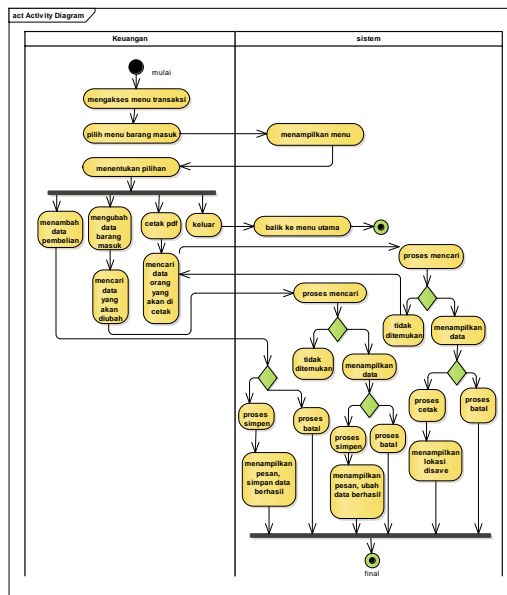 act Activity Diagram
Keuangan
sistem
mulai
mengakses menu transaksi
pilih menu barang masuk
menampilkan menu
menentukan pilihan
menambah
data
pembelian
mengubah
data
barang
masuk
cetak pdf
keluar
balik ke menu utama
mencari
data
yang
akan
diubah
mencari
data
orang
yang
akan di
cetak
proses mencari
proses mencari
tidak
ditemukan
menampilkan
data
tidak
ditemukan
menampilkan
data
proses
simpen
proses
batal
proses
simpen
proses
batal
proses
cetak
proses
batal
menampilkan
pesan,
simpan data
berhasil
menampilkan
pesan, ubah
data berhasil
menampilkan
lokasi
disave
final